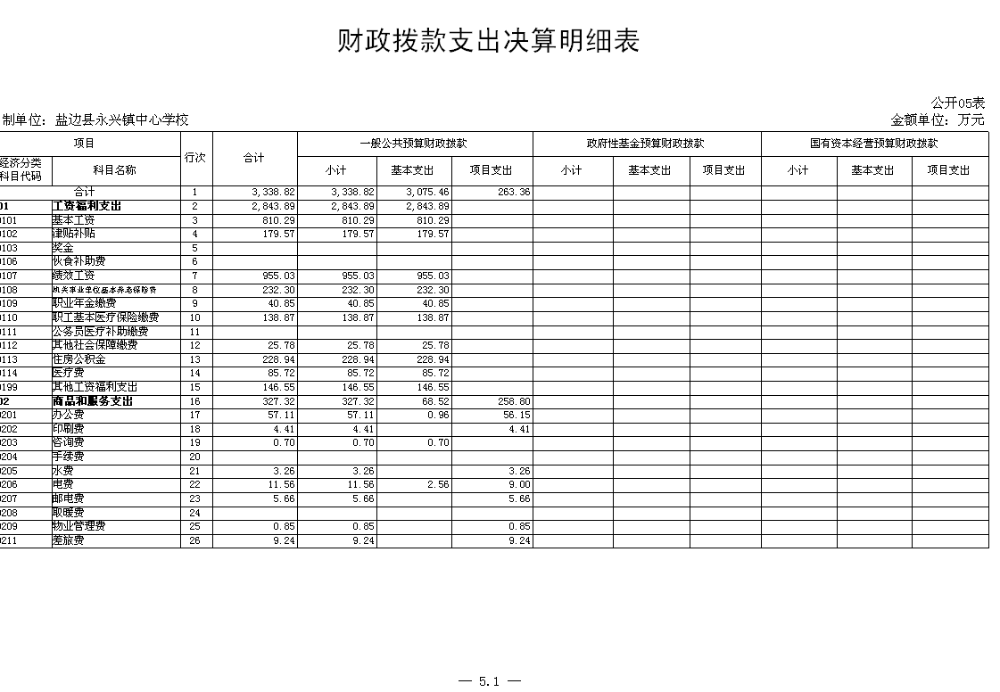 财政拨款支出决算明细表
公开05表
制单位：盐边县永兴镇中心学校 金额单位：万元
项目 行次 合计 一般公共预算财政拨款 政府性基金预算财政拨款 国有资本经营预算财政拨款
经济分类科目代码 科目名称 小计 基本支出 项目支出 小计 基本支出 项目支出 小计 基本支出 项目支出
合计 1 3,338.82 3,338.82 3,075.46 263.36
01 工资福利支出 2 2,843.89 2,843.89 2,843.89
0101 基本工资 3 810.29 810.29 810.29
0102 津贴补贴 4 179.57 179.57 179.57
0103 奖金 5
0106 伙食补助费 6
0107 绩效工资 7 955.03 955.03 955.03
0108 机关事业单位基本养老保险费 8 232.30 232.30 232.30
0109 职业年金缴费 9 40.85 40.85 40.85
0110 职工基本医疗保险缴费 10 138.87 138.87 138.87
0111 公务员医疗补助缴费 11
0112 其他社会保障缴费 12 25.78 25.78 25.78
0113 住房公积金 13 228.94 228.94 228.94
0114 医疗费 14 85.72 85.72 85.72
0199 其他工资福利支出 15 146.55 146.55 146.55
02 商品和服务支出 16 327.32 327.32 68.52 258.80
0201 办公费 17 57.11 57.11 0.96 56.15
0202 印刷费 18 4.41 4.41 4.41
0203 咨询费 19 0.70 0.70 0.70
0204 手续费 20
0205 水费 21 3.26 3.26 3.26
0206 电费 22 11.56 11.56 2.56 9.00
0207 邮电费 23 5.66 5.66 5.66
0208 取暖费 24
0209 物业管理费 25 0.85 0.85 0.85
0211 差旅费 26 9.24 9.24 9.24
— 5.1 —